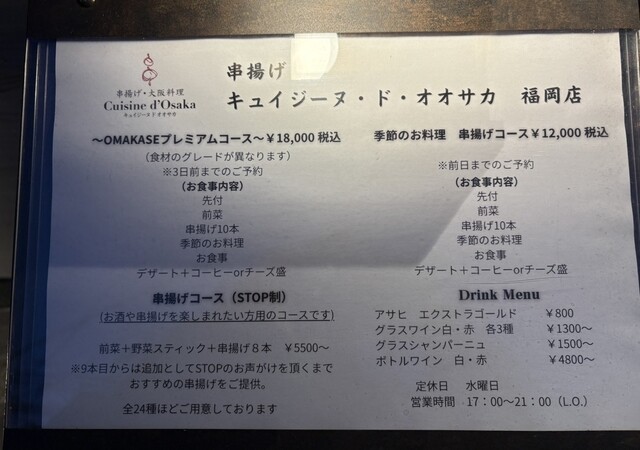 串揚げ・大阪料理
Cuisine d'Osaka
キュイジーヌ ド オオサカ
串揚げ
キュイジーヌ・ド・オオサカ 福岡店
～OMAKASEプレミアムコース～￥18,000 税込
（食材のグレードが異なります）
※3日前までのご予約
（お食事内容）
先付
前菜
串揚げ10本
季節のお料理
お食事
デザート＋コーヒーorチーズ盛
季節のお料理 串揚げコース￥12,000 税込
※前日までのご予約
（お食事内容）
先付
前菜
串揚げ10本
季節のお料理
お食事
デザート＋コーヒーorチーズ盛
串揚げコース（STOP制）
(お酒や串揚げを楽しまれたい方用のコースです)
前菜＋野菜スティック＋串揚げ８本 ￥5500～
※9本目からは追加としてSTOPのお声がけを頂くまで
おすすめの串揚げをご提供。
全24種ほどご用意しております
Drink Menu
アサヒ エクストラゴールド ￥800
グラスワイン白・赤 各3種 ￥1300～
グラスシャンパーニュ ￥1500～
ボトルワイン 白・赤 ￥4800～
定休日 水曜日
営業時間 17：00～21：00（L.O.）